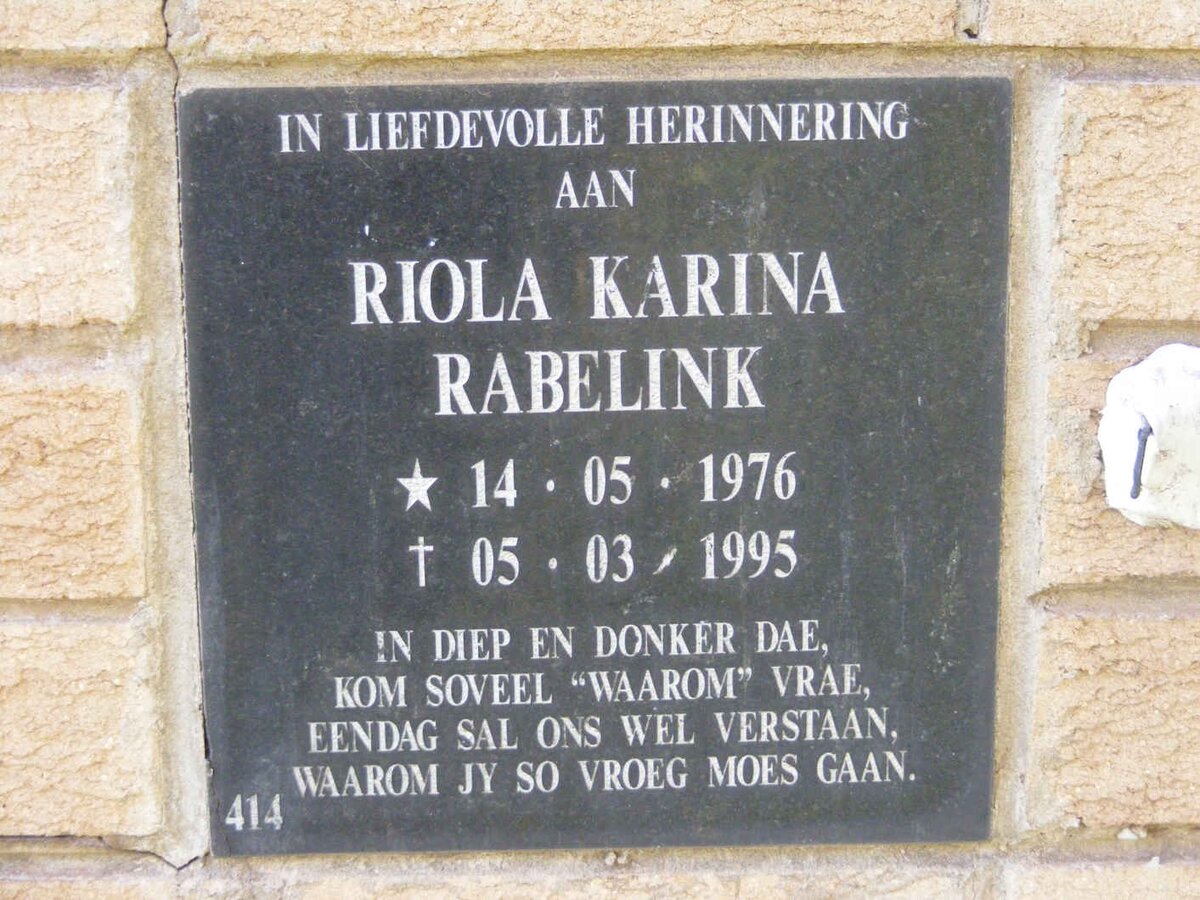 IN LIEFDEVOLLE HERINNERING
AAN
RIOLA KARINA
RABELINK
★ 14 · 05 · 1976
† 05 · 03 · 1995
IN DIEP EN DONKER DAE,
KOM SOVEEL “WAAROM” VRAE,
EENDAG SAL ONS WEL VERSTAAN,
WAAROM JY SO VROEG MOES GAAN.
414